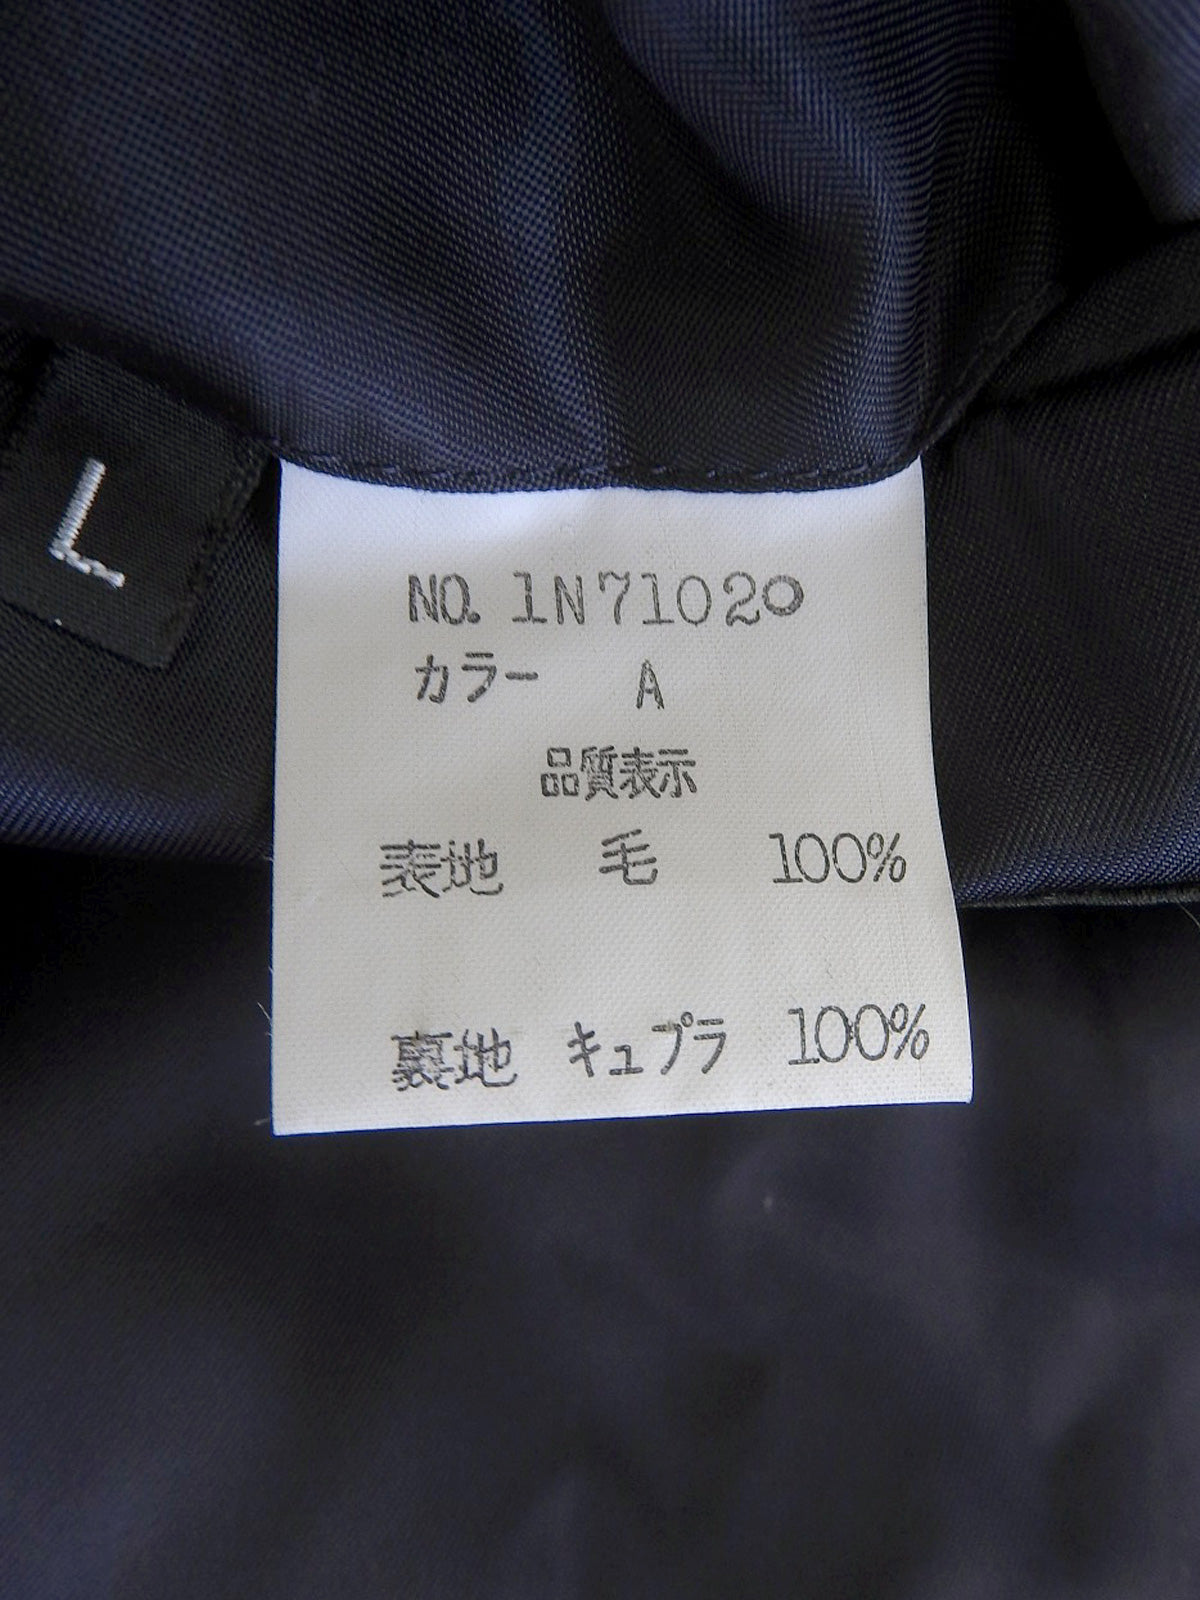 L
NO. 1N71020
カラー A
品質表示
表地 毛 100%
裏地 キュプラ 100%